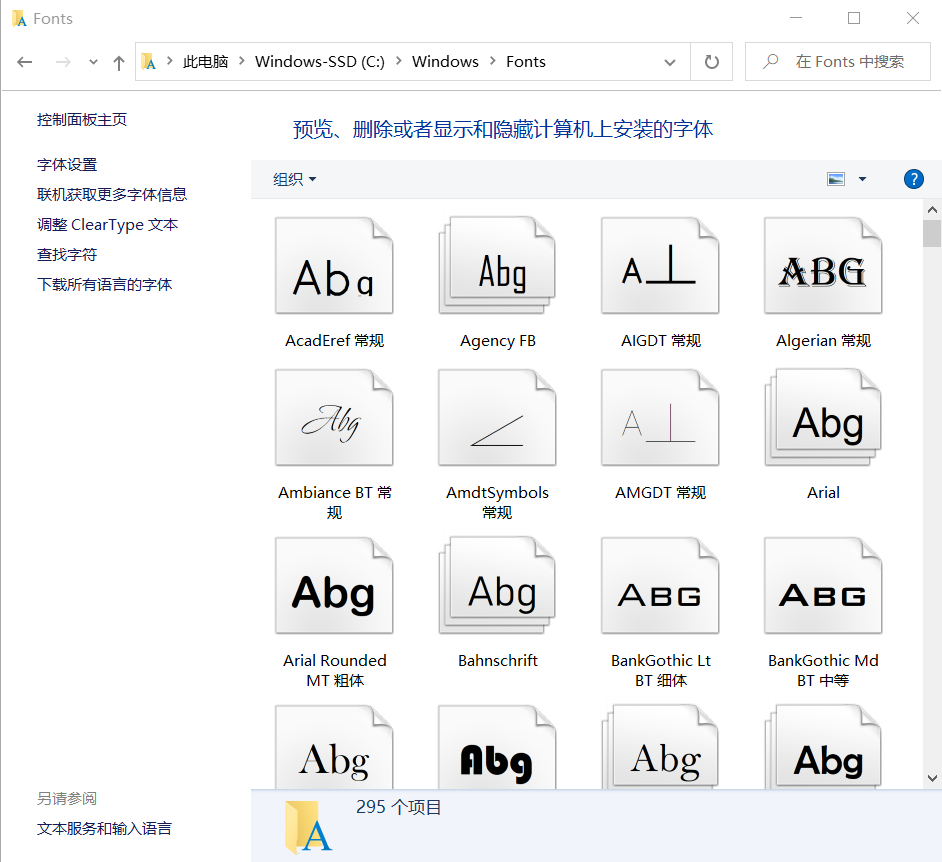 Fonts
此电脑 Windows-SSD (C:) Windows Fonts
在 Fonts 中搜索
控制面板主页
字体设置
联机获取更多字体信息
调整 ClearType 文本
查找字符
下载所有语言的字体
另请参阅
文本服务和输入语言
预览、删除或者显示和隐藏计算机上安装的字体
组织
?
Aba Abg A ABG
AcadEref 常规 Agency FB AIGDT 常规 Algerian 常规
Abg A Abg
Ambiance BT 常 AmdtSymbols AMGDT 常规 Arial
规 常规
Abg Abg ABG ABG
Arial Rounded Bahnschrift BankGothic Lt BankGothic Md
MT 粗体 BT 细体 BT 中等
Abg Abg Abg Abg
295 个项目